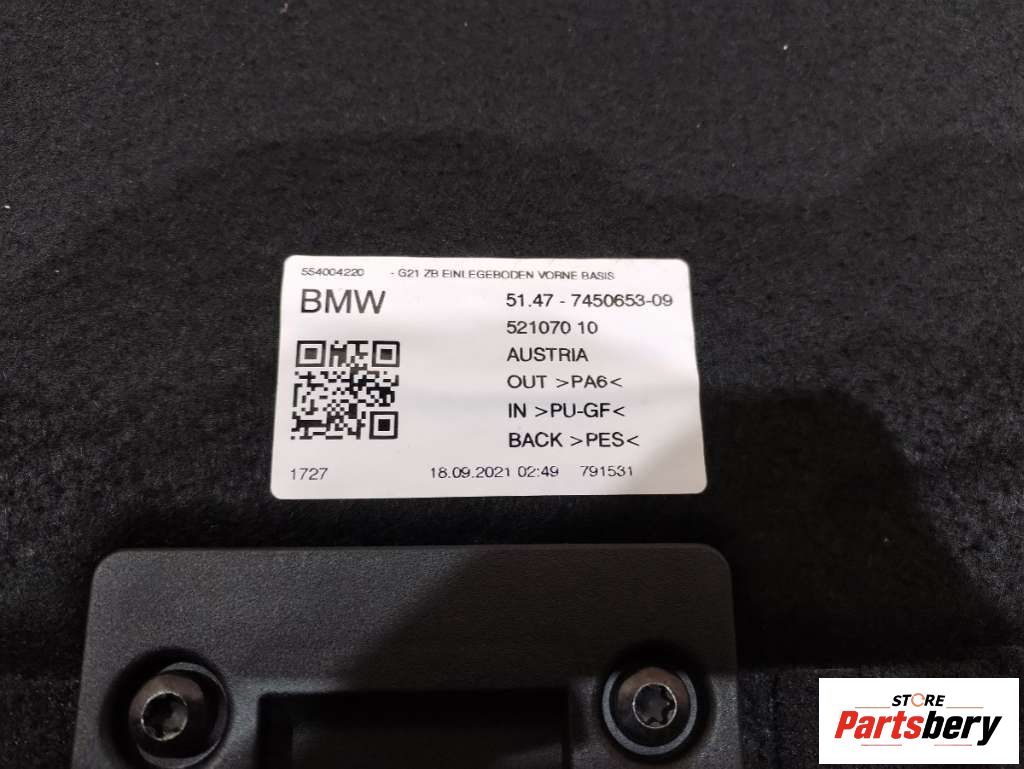 554004220 - G21 ZB EINLEGEBODEN VORNE BASIS
BMW 51.47 - 7450653-09
521070 10
AUSTRIA
OUT >PA6<
IN >PU-GF<
BACK >PES<
1727 18.09.2021 02:49 791531
STORE
Partsbery